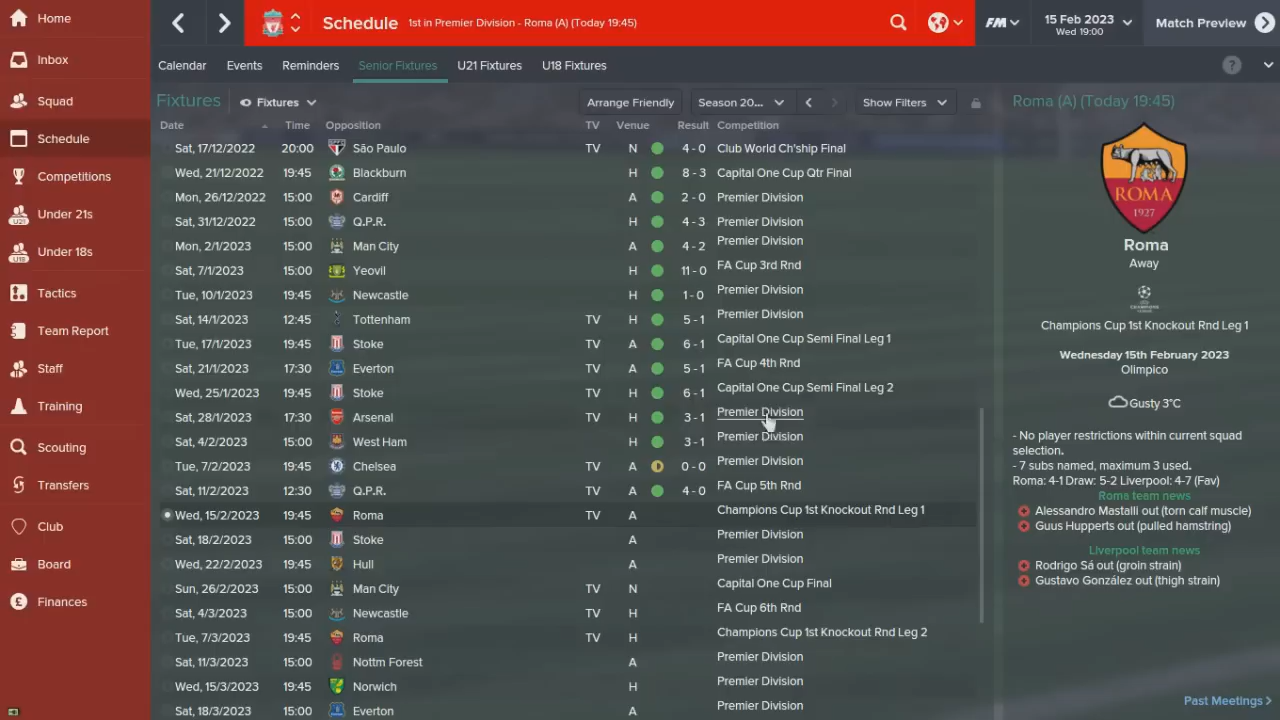 Home
Inbox
Squad
Schedule
Competitions
U21
Under 21s
U18
Under 18s
Tactics
Team Report
Staff
Training
Scouting
Transfers
Club
Board
Finances
Schedule 1st in Premier Division - Roma (A) (Today 19:45)
FM
15 Feb 2023
Wed 19:00
Match Preview
Calendar Events Reminders Senior Fixtures U21 Fixtures U18 Fixtures ?
Fixtures Fixtures Arrange Friendly Season 20... Show Filters
Date Time Opposition TV Venue Result Competition
Sat, 17/12/2022 20:00 São Paulo TV N 4 - 0 Club World Ch'ship Final
Wed, 21/12/2022 19:45 Blackburn H 8 - 3 Capital One Cup Qtr Final
Mon, 26/12/2022 15:00 Cardiff A 2 - 0 Premier Division
Sat, 31/12/2022 15:00 Q.P.R. H 4 - 3 Premier Division
Mon, 2/1/2023 15:00 Man City A 4 - 2 Premier Division
Sat, 7/1/2023 15:00 Yeovil H 11 - 0 FA Cup 3rd Rnd
Tue, 10/1/2023 19:45 Newcastle H 1 - 0 Premier Division
Sat, 14/1/2023 12:45 Tottenham TV H 5 - 1 Premier Division
Tue, 17/1/2023 19:45 Stoke TV A 6 - 1 Capital One Cup Semi Final Leg 1
Sat, 21/1/2023 17:30 Everton TV A 5 - 1 FA Cup 4th Rnd
Wed, 25/1/2023 19:45 Stoke TV H 6 - 1 Capital One Cup Semi Final Leg 2
Sat, 28/1/2023 17:30 Arsenal TV H 3 - 1 Premier Division
Sat, 4/2/2023 15:00 West Ham H 3 - 1 Premier Division
Tue, 7/2/2023 19:45 Chelsea TV A 0 - 0 Premier Division
Sat, 11/2/2023 12:30 Q.P.R. TV A 4 - 0 FA Cup 5th Rnd
Wed, 15/2/2023 19:45 Roma TV A Champions Cup 1st Knockout Rnd Leg 1
Sat, 18/2/2023 15:00 Stoke A Premier Division
Wed, 22/2/2023 19:45 Hull A Premier Division
Sun, 26/2/2023 15:00 Man City TV N Capital One Cup Final
Sat, 4/3/2023 15:00 Newcastle TV H FA Cup 6th Rnd
Tue, 7/3/2023 19:45 Roma TV H Champions Cup 1st Knockout Rnd Leg 2
Sat, 11/3/2023 15:00 Nottm Forest A Premier Division
Wed, 15/3/2023 19:45 Norwich H Premier Division
Sat, 18/3/2023 15:00 Everton A Premier Division
Roma (A) (Today 19:45)
ROMA
1927
Roma
Away
Champions Cup 1st Knockout Rnd Leg 1
Wednesday 15th February 2023
Olimpico
Gusty 3°C
- No player restrictions within current squad
selection.
- 7 subs named, maximum 3 used.
Roma: 4-1 Draw: 5-2 Liverpool: 4-7 (Fav)
Roma team news
Alessandro Mastalli out (torn calf muscle)
Guus Hupperts out (pulled hamstring)
Liverpool team news
Rodrigo Sá out (groin strain)
Gustavo González out (thigh strain)
Past Meetings >